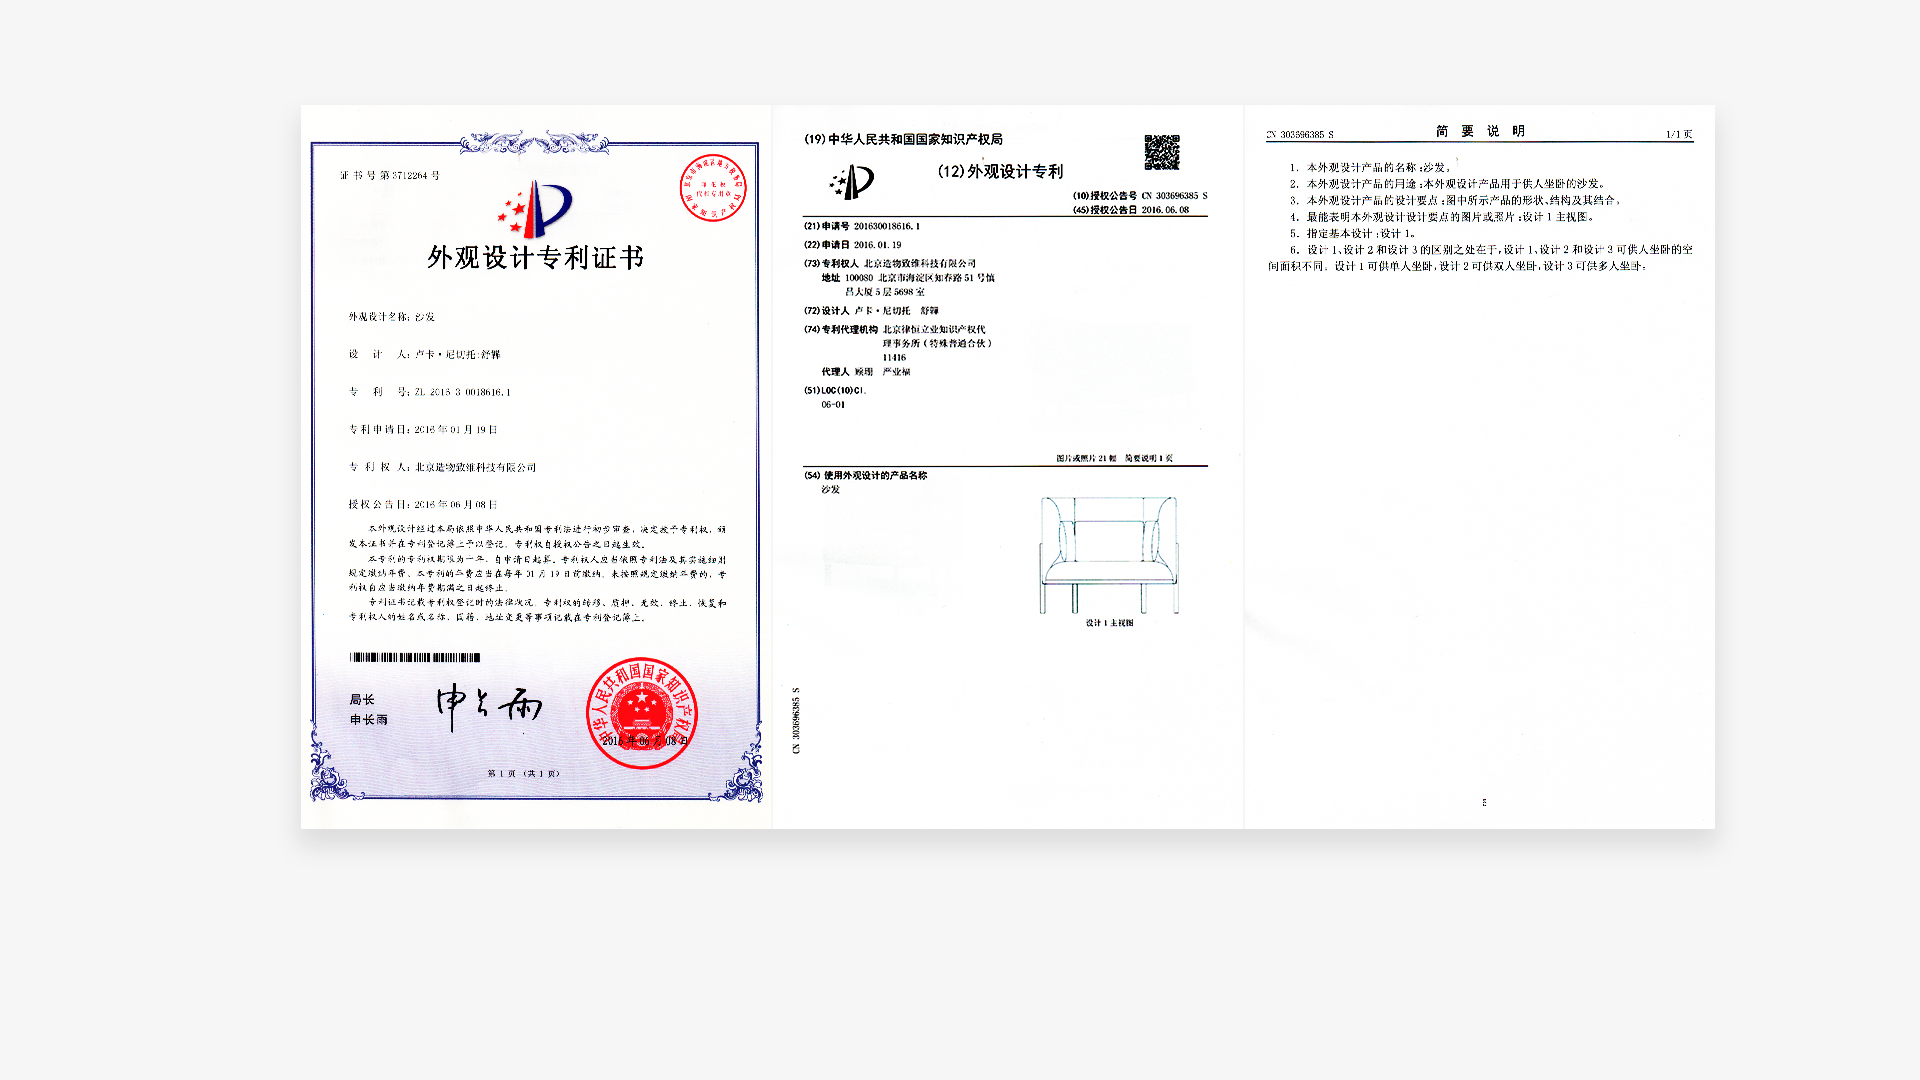 证书号第3712264号
外观设计专利证书
外观设计名称：沙发
设 计 人：卢卡·尼切托;舒
专 利 号：ZL 2016 3 0018616.1
专利申请日：2016年01月19日
专 利 权 人：北京造物致维科技有限公司
授权公告日：2016年06月08日
本外观设计经过本局依照中华人民共和国专利法进行初步审查，决定授予专利权，颁
发本证书并在专利登记簿上予以登记。专利权自授权公告之日起生效。
本专利的专利权期限为十年，自申请日起算。专利权人应当依照专利法及其实施细则
规定缴纳年费。本专利的年费应当在每年01月19日前缴纳。未按照规定缴纳年费的，专
利权自应当缴纳年费期满之日起终止。
专利证书记载专利权登记时的法律状况。专利权的转移、质押、无效、终止、恢复和
专利权人的姓名或名称、国籍、地址变更等事项记载在专利登记簿上。
局长
申长雨
申长雨
中华人民共和国国家知识产权局
2016年06月08日
第 1 页 （共 1 页）
(19)中华人民共和国国家知识产权局
(12)外观设计专利
(10)授权公告号 CN 303696385 S
(45)授权公告日 2016.06.08
(21)申请号 201630018616.1
(22)申请日 2016.01.19
(73)专利权人 北京造物致维科技有限公司
地址 100080 北京市海淀区知春路51号慎
昌大厦5层5698室
(72)设计人 卢卡·尼切托 舒
(74)专利代理机构 北京律恒立业知识产权代
理事务所（特殊普通合伙）
11416
代理人 顾珊 严业福
(51)LOC(10)Cl.
06-01
图片或照片 21 幅 简要说明 1 页
(54)使用外观设计的产品名称
沙发
设计1主视图
CN 303696385 S
CN 303696385 S
简 要 说 明
1/1 页
1. 本外观设计产品的名称：沙发。
2. 本外观设计产品的用途：本外观设计产品用于供人坐卧的沙发。
3. 本外观设计产品的设计要点：图中所示产品的形状、结构及其结合。
4. 最能表明本外观设计设计要点的图片或照片：设计1主视图。
5. 指定基本设计：设计1。
6. 设计1、设计2和设计3的区别之处在于，设计1、设计2和设计3可供人坐卧的空
间面积不同。设计1可供单人坐卧，设计2可供双人坐卧，设计3可供多人坐卧。
5